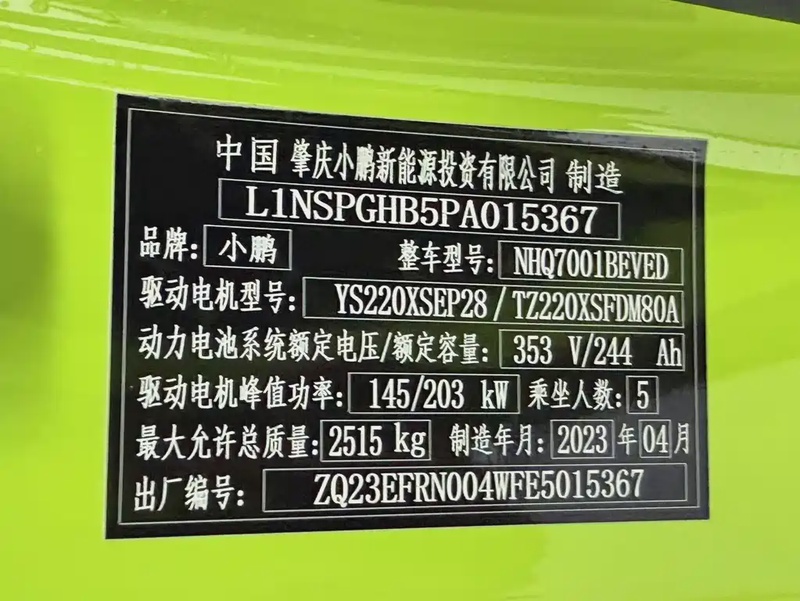 中国 肇庆小鹏新能源投资有限公司 制造
L1NSPGHB5PA015367
品牌: 小鹏 整车型号: NHQ7001BEVED
驱动电机型号: YS220XSEP28 / TZ220XSFDM80A
动力电池系统额定电压/额定容量: 353 V/244 Ah
驱动电机峰值功率: 145/203 kW 乘坐人数: 5
最大允许总质量: 2515 kg 制造年月: 2023 年 04 月
出厂编号: ZQ23EFRN004WFE5015367